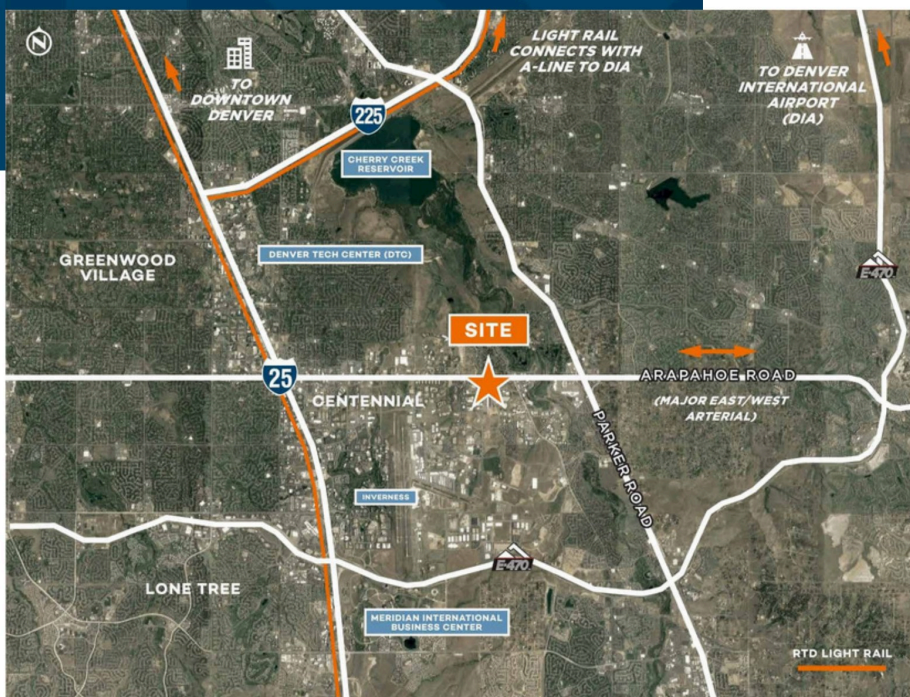 N
TO
DOWNTOWN
DENVER
LIGHT RAIL
CONNECTS WITH
A-LINE TO DIA
TO DENVER
INTERNATIONAL
AIRPORT
(DIA)
225
CHERRY CREEK
RESERVOIR
GREENWOOD
VILLAGE
DENVER TECH CENTER (DTC)
E-470
SITE
25
CENTENNIAL
ARAPAHOE ROAD
(MAJOR EAST/WEST
ARTERIAL)
PARKER ROAD
INVERNESS
E-470
LONE TREE
MERIDIAN INTERNATIONAL
BUSINESS CENTER
RTD LIGHT RAIL